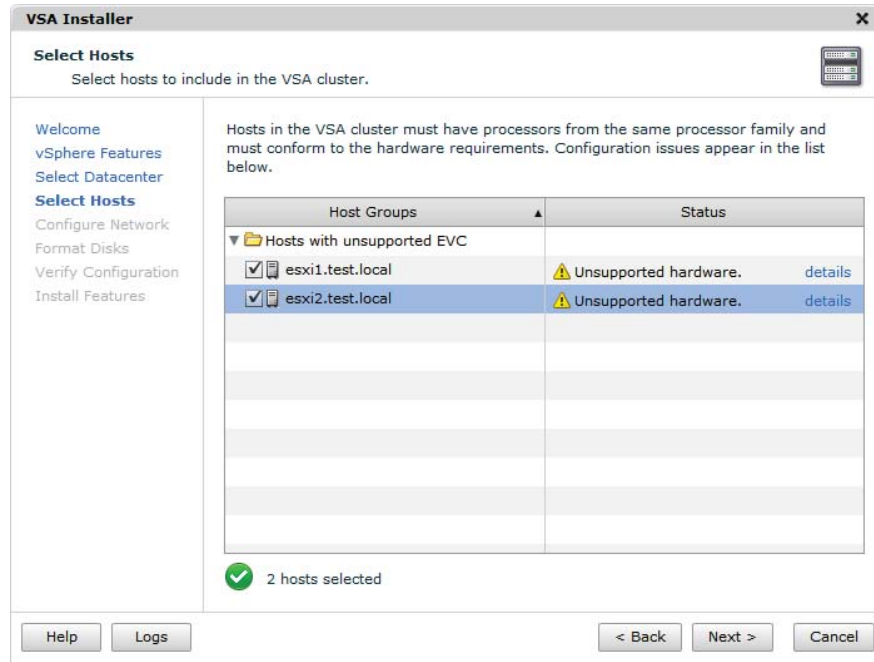 VSA Installer
Select Hosts
Select hosts to include in the VSA cluster.
Welcome
vSphere Features
Select Datacenter
Select Hosts
Configure Network
Format Disks
Verify Configuration
Install Features
Hosts in the VSA cluster must have processors from the same processor family and
must conform to the hardware requirements. Configuration issues appear in the list
below.
Host Groups
Status
Hosts with unsupported EVC
esxi1.test.local Unsupported hardware. details
esxi2.test.local Unsupported hardware. details
2 hosts selected
Help Logs < Back Next > Cancel